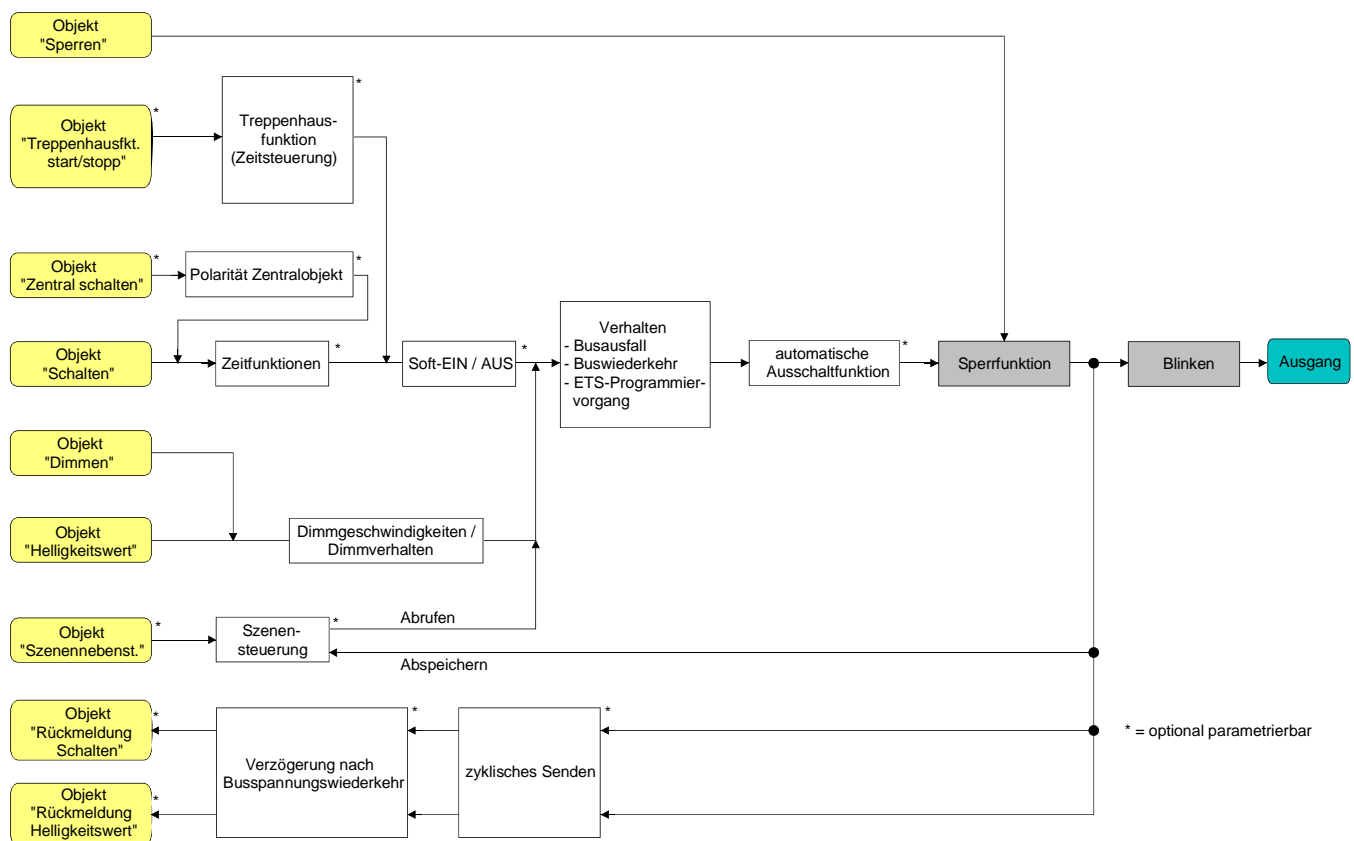 Objekt
"Sperren"
*
*
Objekt
"Treppenhausfkt.
start/stopp"
Treppenhaus-
funktion
(Zeitsteuerung)
*
*
Objekt
"Zentral schalten"
Polarität Zentralobjekt
Objekt
"Schalten"
Zeitfunktionen
*
Soft-EIN / AUS
*
Verhalten
- Busausfall
- Buswiederkehr
- ETS-Programmier-
vorgang
automatische
Ausschaltfunktion
*
Sperrfunktion
Blinken
Ausgang
Objekt
"Dimmen"
Objekt
"Helligkeitswert"
Dimmgeschwindigkeiten /
Dimmverhalten
Objekt
"Szenennebenst."
*
Szenen-
steuerung
*
Abrufen
Abspeichern
Objekt
"Rückmeldung
Schalten"
*
Verzögerung nach
Busspannungswiederkehr
*
zyklisches Senden
*
* = optional parametrierbar
Objekt
"Rückmeldung
Helligkeitswert"
*